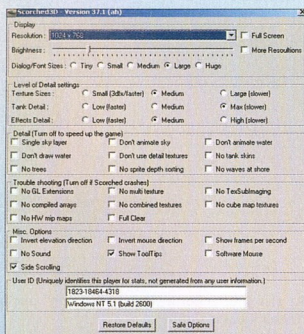 Scorched3D - Version 37.1 (ah)
Display
Resolution : 1024 x 768 Full Screen
Brightness : More Resoultions
Dialog/Font Sizes : Tiny Small Medium Large Huge
Level of Detail settings
Texture Sizes : Small (3dfx/faster) Medium Large (slower)
Tank Detail : Low (faster) Medium Max (slower)
Effects Detail : Low (faster) Medium High (slower)
Detail (Turn off to speed up the game)
Single sky layer Don't animate sky Don't animate water
Don't draw water Don't use detail textures No tank skins
No trees No sprite depth sorting No waves at shore
Trouble shooting (Turn off if Scorched crashes)
No GL Extensions No multi texture No TexSubImaging
No compiled arrays No combined textures No cube map textures
No HW mip maps Full Clear
Misc. Options
Invert elevation direction Invert mouse direction Show frames per second
No Sound Show ToolTips Software Mouse
Side Scrolling
User ID (Uniquely identifies this player for stats, not generated from any user information.)
1823-18464-4318
Windows NT 5.1 (build 2600)
Restore Defaults Safe Options